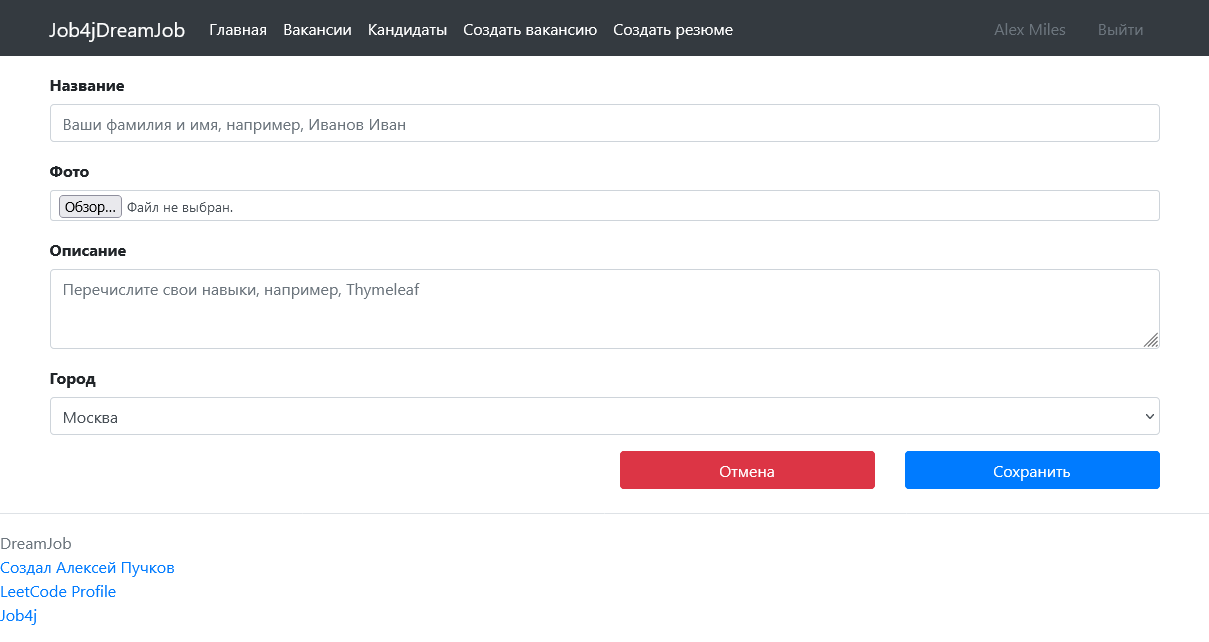 Job4jDreamJob Главная Вакансии Кандидаты Создать вакансию Создать резюме Alex Miles Выйти
Название
Ваши фамилия и имя, например, Иванов Иван
Фото
Обзор... Файл не выбран.
Описание
Перечислите свои навыки, например, Thymeleaf
Город
Москва
Отмена Сохранить
DreamJob
Создал Алексей Пучков
LeetCode Profile
Job4j